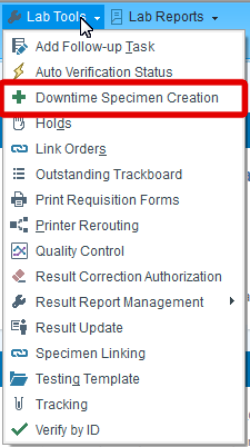 Lab Tools Lab Reports
Add Follow-up Task
Auto Verification Status
Downtime Specimen Creation
Holds
Link Orders
Outstanding Trackboard
Print Requisition Forms
Printer Rerouting
Quality Control
Result Correction Authorization
Result Report Management
Result Update
Specimen Linking
Testing Template
Tracking
Verify by ID